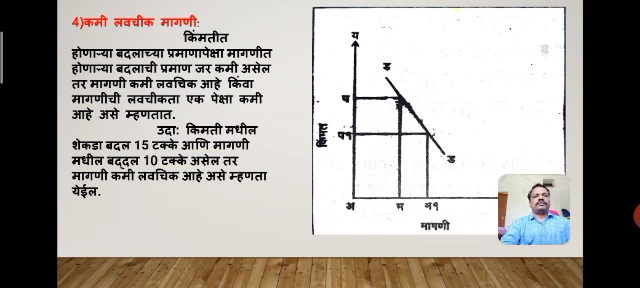 4)कमी लवचीक मागणी:
किंमतीत
होणाऱ्या बदलाच्या प्रमाणापेक्षा मागणीत
होणाऱ्या बदलाची प्रमाण जर कमी असेल
तर मागणी कमी लवचिक आहे किंवा
मागणीची लवचीकता एक पेक्षा कमी
आहे असे म्हणतात.
उदा: किमती मधील
शेकडा बदल 15 टक्के आणि मागणी
मधील बद्दल 10 टक्के असेल तर
मागणी कमी लवचिक आहे असे म्हणता
येईल.
य
ड
किंमत
ड
अ
म
म१
मागणी